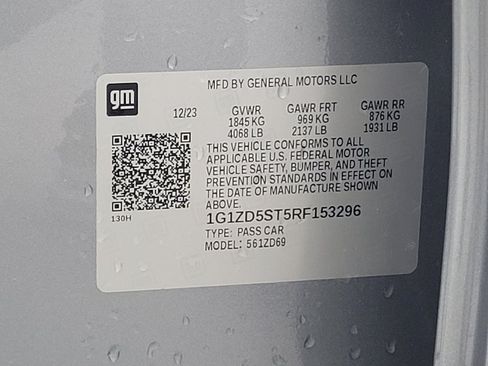 gm
MFD BY GENERAL MOTORS LLC
12/23 GVWR GAWR FRT GAWR RR
1845 KG 969 KG 876 KG
4068 LB 2137 LB 1931 LB
THIS VEHICLE CONFORMS TO ALL
APPLICABLE U.S. FEDERAL MOTOR
VEHICLE SAFETY, BUMPER, AND THEFT
PREVENTION STANDARDS IN EFFECT ON
THE DATE OF MANUFACTURE SHOWN
ABOVE.
130H
1G1ZD5ST5RF153296
TYPE: PASS CAR
MODEL: 561ZD69